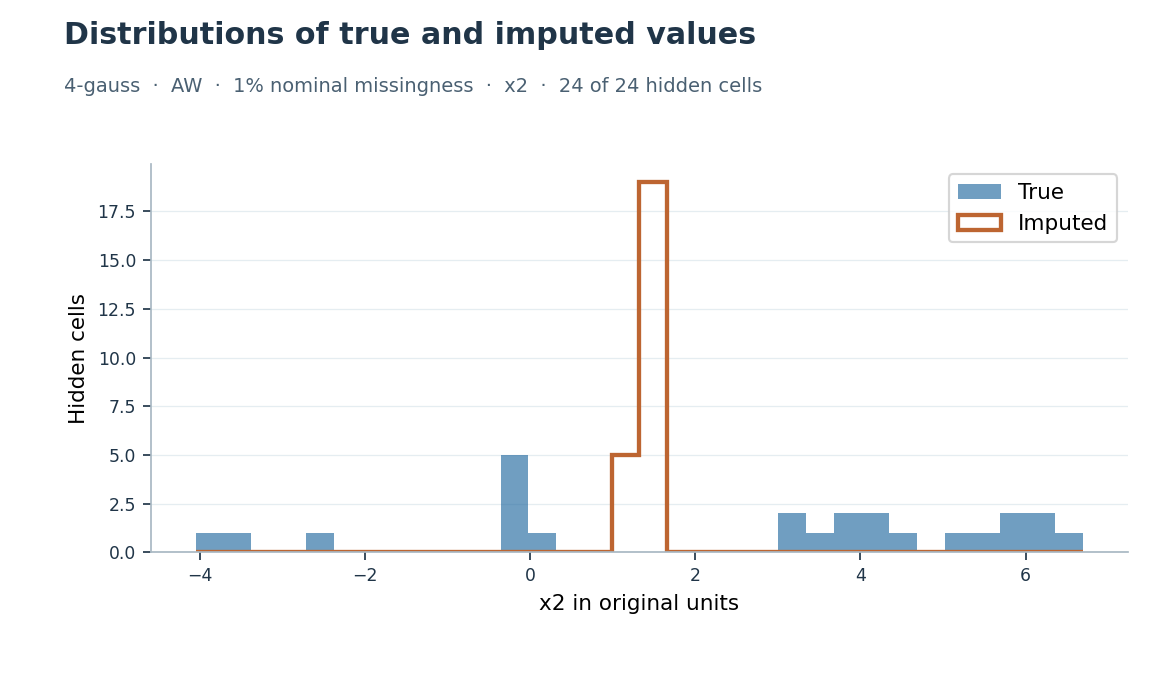 Distributions of true and imputed values
4-gauss · AW · 1% nominal missingness · x2 · 24 of 24 hidden cells
True
Imputed
Hidden cells
17.5
15.0
12.5
10.0
7.5
5.0
2.5
0.0
−4 −2 0 2 4 6
x2 in original units